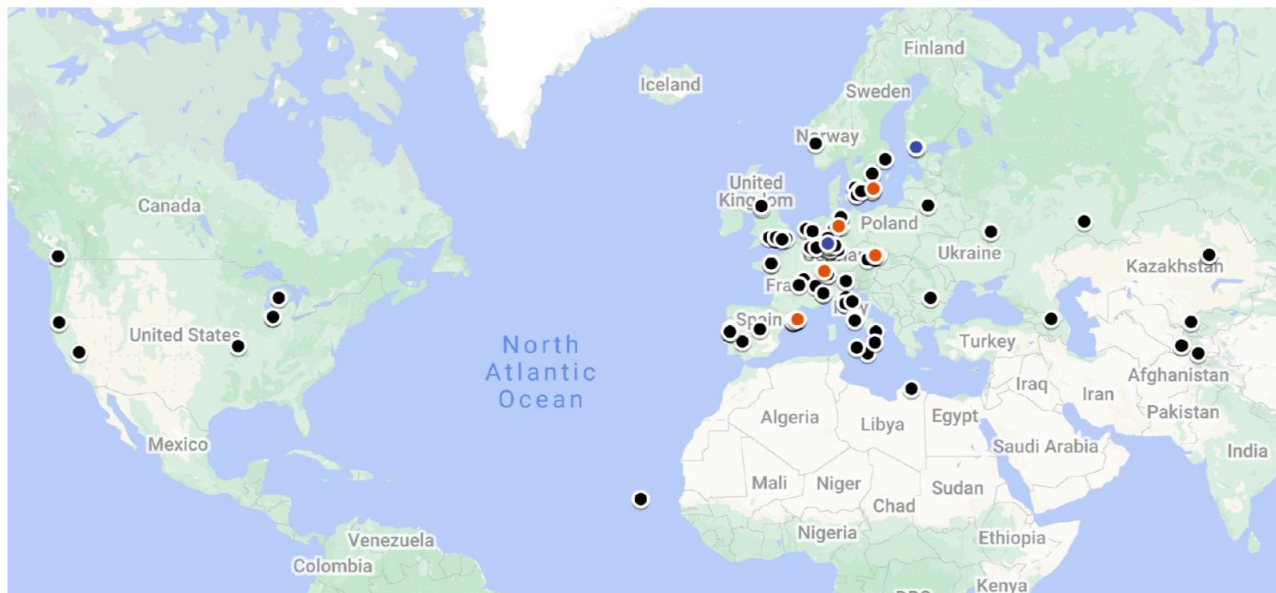 Finland
Iceland
Sweden
Norway
United
Kingdom
Canada
Poland
Ukraine
Kazakhstan
United States
Spain
Turkey
North
Atlantic
Ocean
Afghanistan
Iraq
Iran
Algeria
Libya
Egypt
Pakistan
Mexico
Saudi Arabia
India
Mali
Niger
Sudan
Chad
Nigeria
Ethiopia
Venezuela
Colombia
Kenya